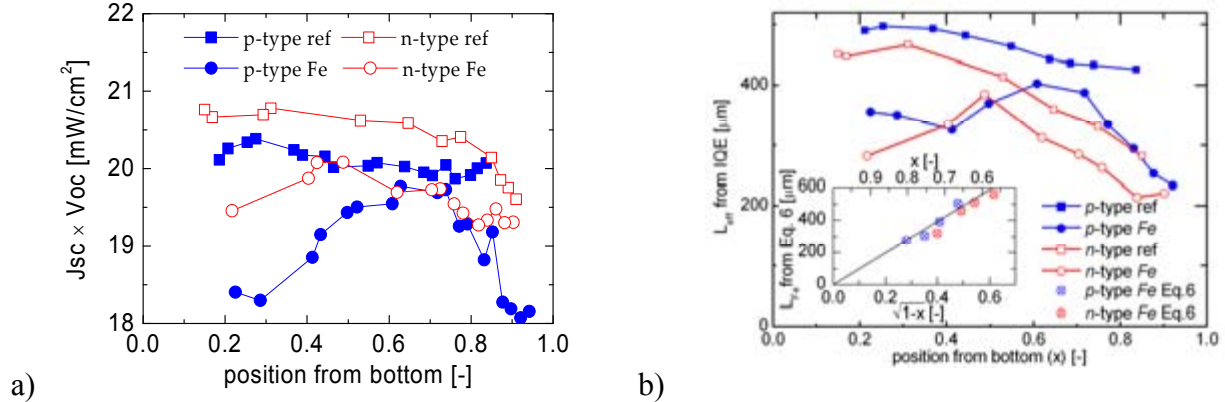 22
21
20
19
18
Jsc × Voc [mW/cm²]
p-type ref
n-type ref
p-type Fe
n-type Fe
0.0 0.2 0.4 0.6 0.8 1.0
position from bottom [-]
a)
400
200
0
L_eff from IQE [μm]
x [-]
0.9 0.8 0.7 0.6
600
400
200
0
L_Fe from Eq. 6 [μm]
0.0 0.2 0.4 0.6
√1-x [-]
p-type ref
p-type Fe
n-type ref
n-type Fe
p-type Fe Eq.6
n-type Fe Eq.6
0.0 0.2 0.4 0.6 0.8 1.0
position from bottom (x) [-]
b)